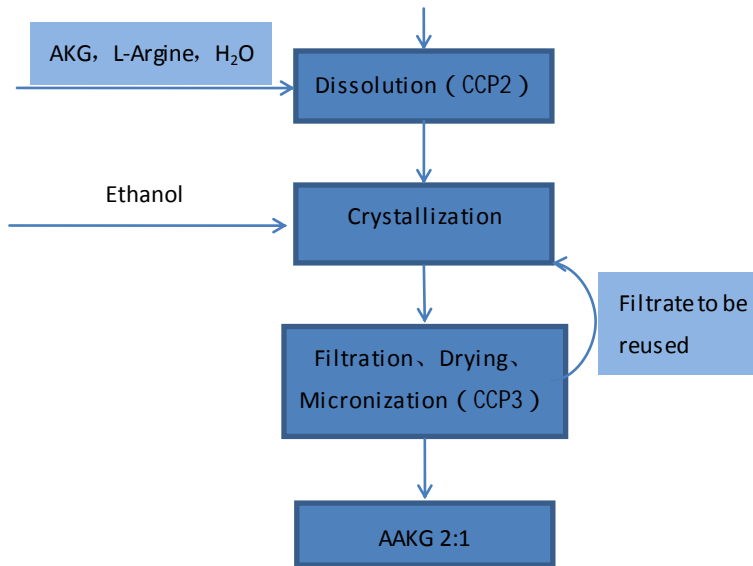 AKG，L-Argine，H₂O
Dissolution（CCP2）
Ethanol
Crystallization
Filtrate to be
reused
Filtration、Drying、
Micronization（CCP3）
AAKG 2:1